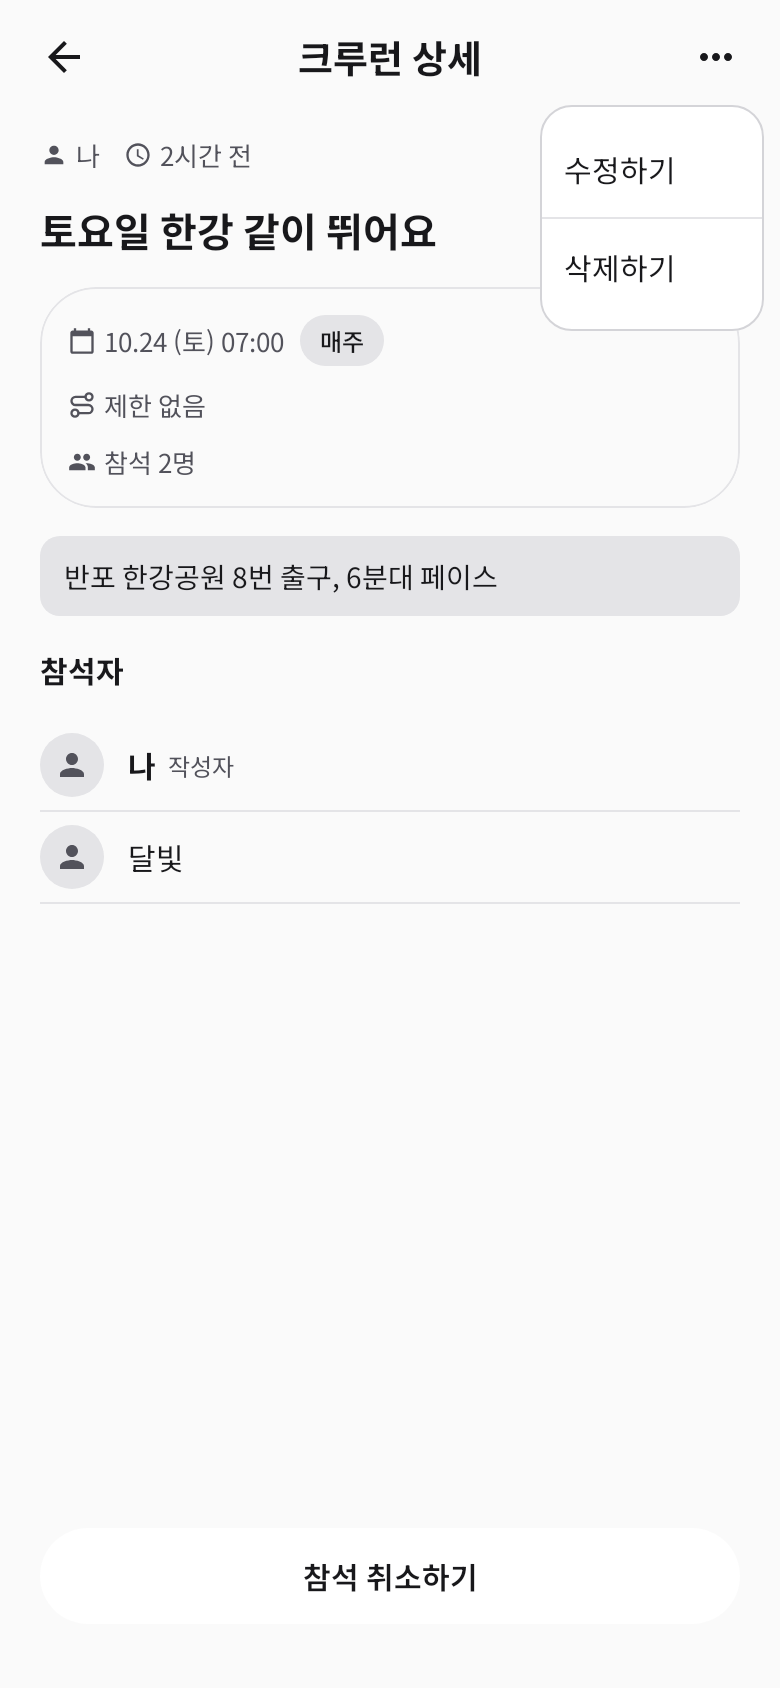 크루런 상세
나 2시간 전
수정하기
토요일 한강 같이 뛰어요
삭제하기
10.24 (토) 07:00 매주
제한 없음
참석 2명
반포 한강공원 8번 출구, 6분대 페이스
참석자
나 작성자
달빛
참석 취소하기